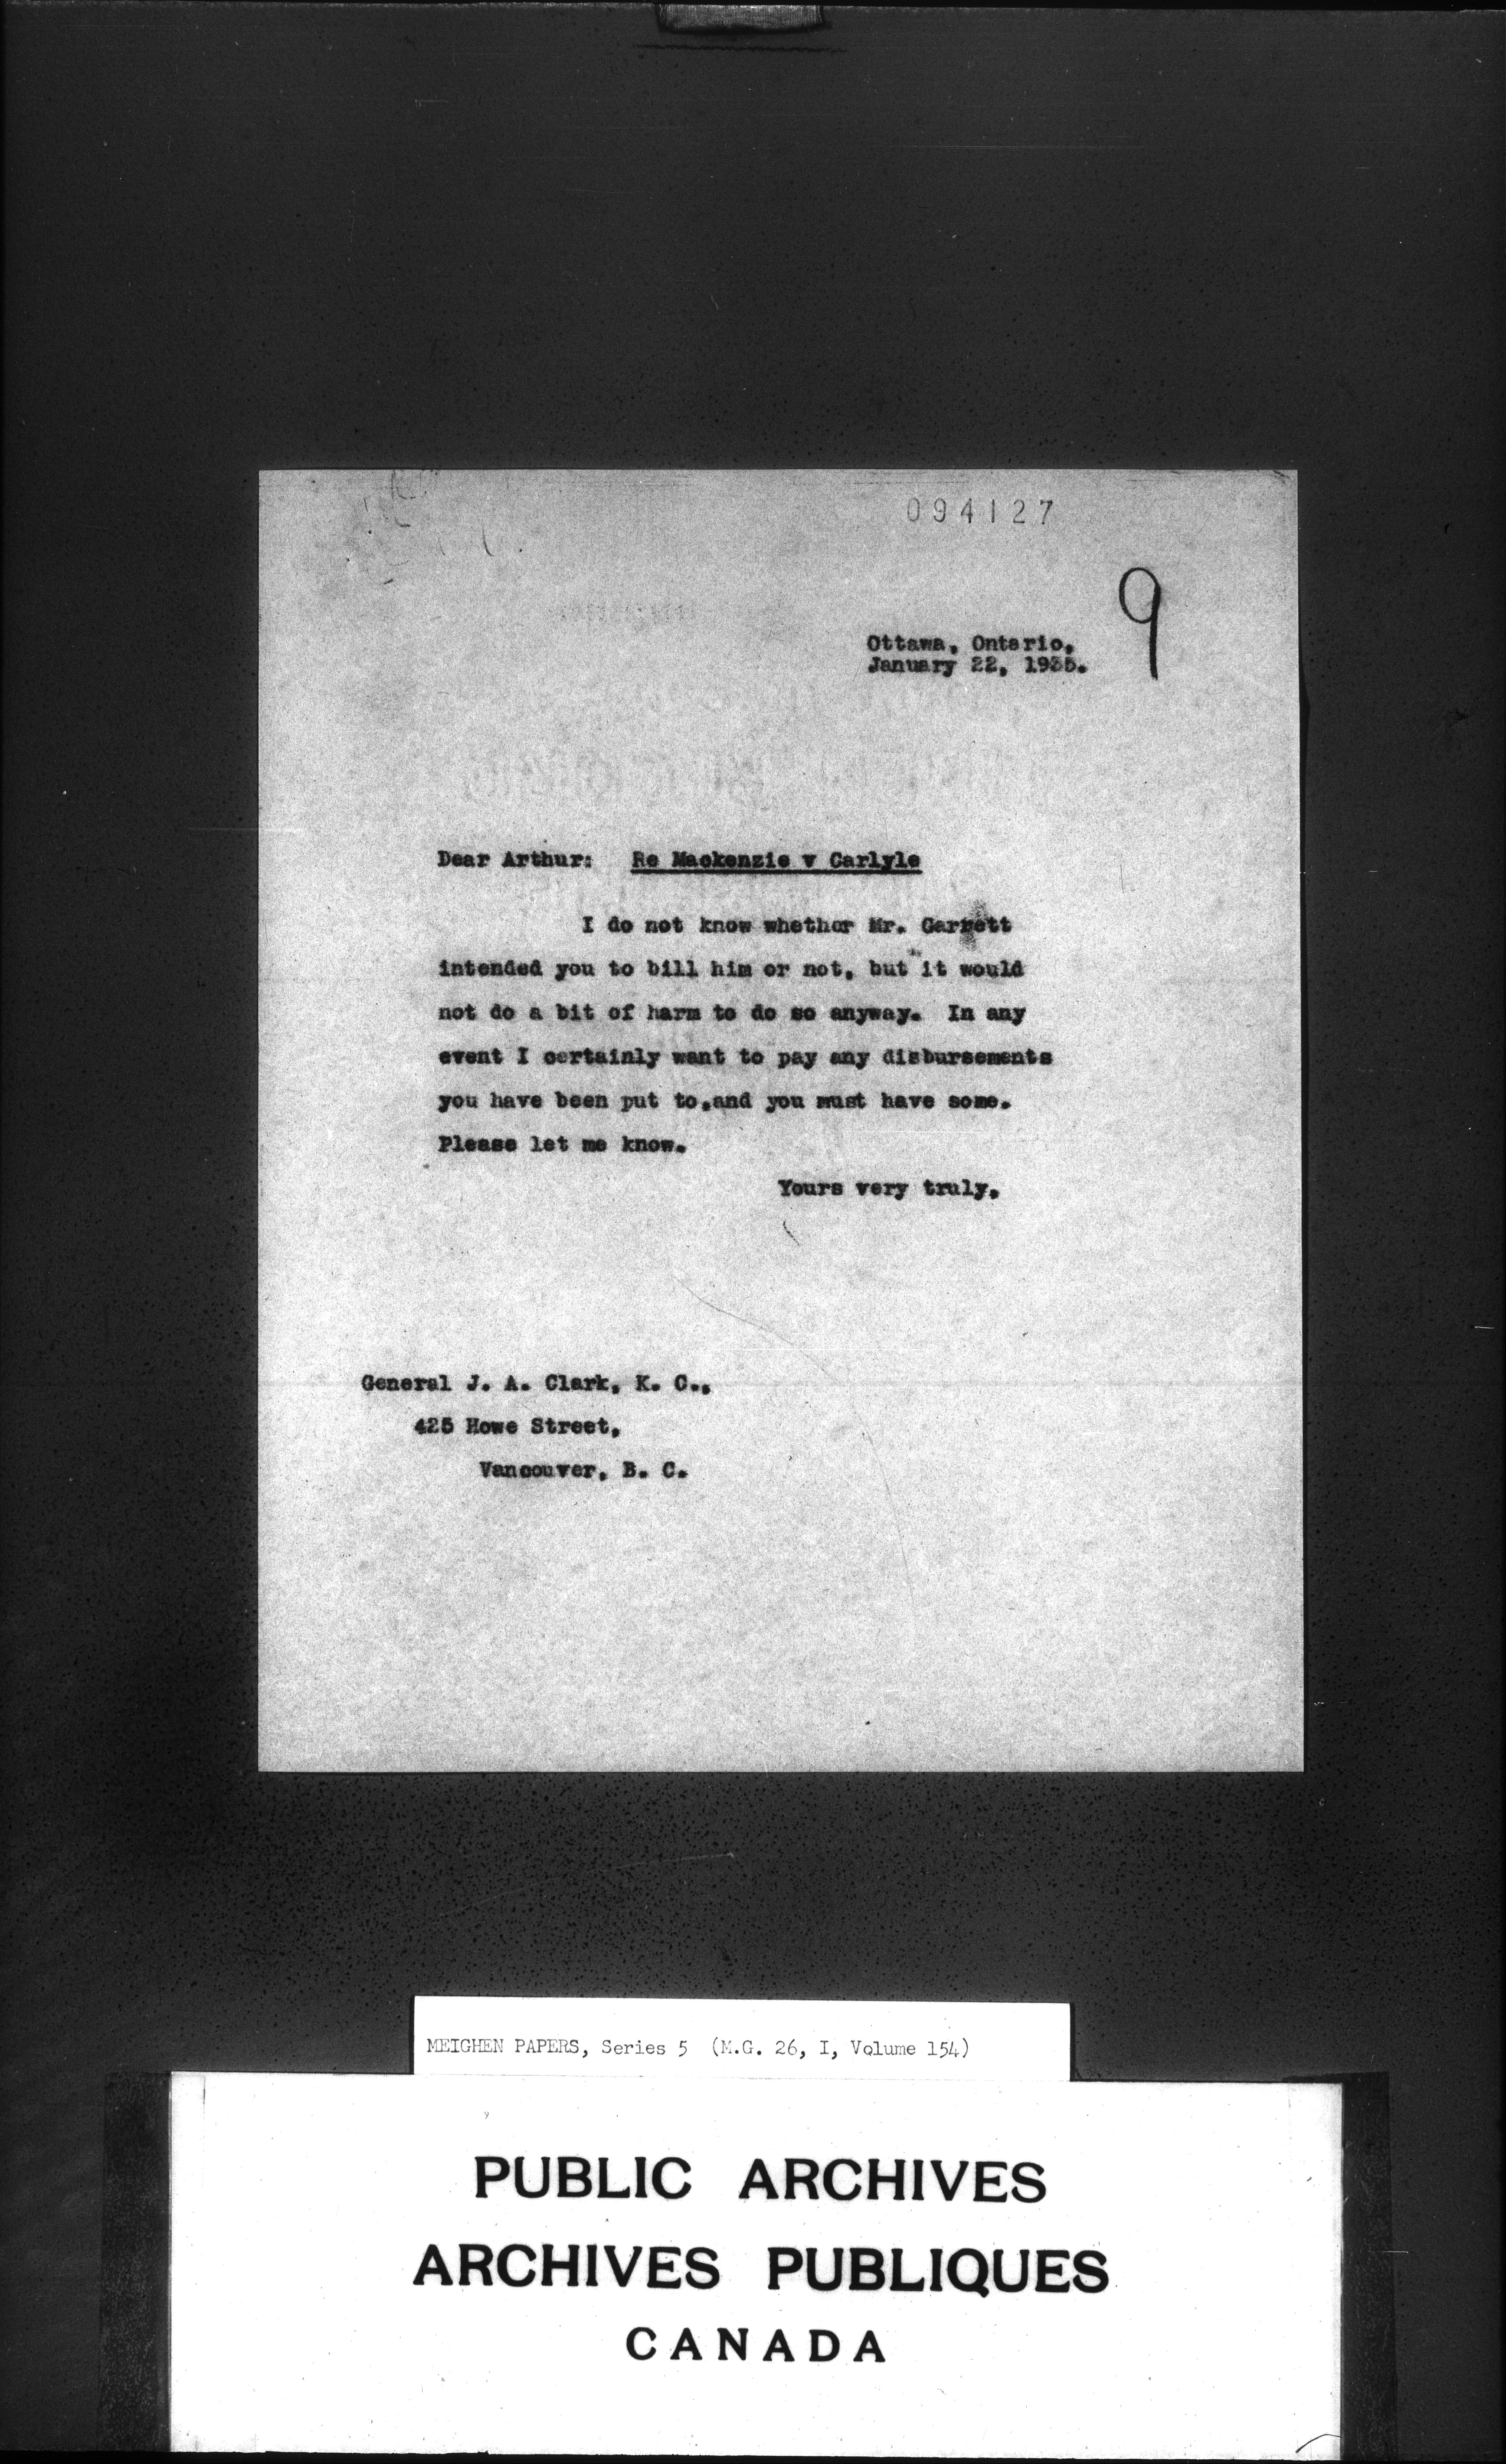 094127
9
Ottawa, Ontario,
January 22, 1935.
Dear Arthur: Re Mackenzie v Carlyle
I do not know whether Mr. Garrett
intended you to bill him or not, but it would
not do a bit of harm to do so anyway. In any
event I certainly want to pay any disbursements
you have been put to,and you must have some.
Please let me know.
Yours very truly,
General J. A. Clark, K. C.,
425 Howe Street,
Vancouver, B. C.
MEIGHEN PAPERS, Series 5 (M.G. 26, I, Volume 154)
PUBLIC ARCHIVES
ARCHIVES PUBLIQUES
CANADA